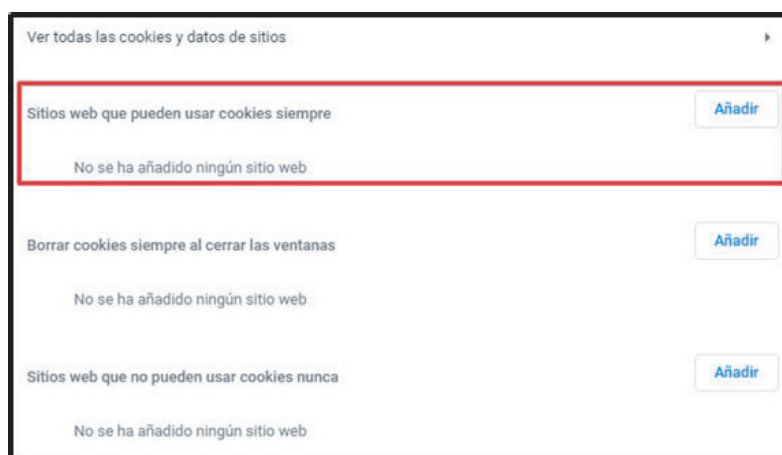 Ver todas las cookies y datos de sitios
Sitios web que pueden usar cookies siempre
Añadir
No se ha añadido ningún sitio web
Borrar cookies siempre al cerrar las ventanas
Añadir
No se ha añadido ningún sitio web
Sitios web que no pueden usar cookies nunca
Añadir
No se ha añadido ningún sitio web